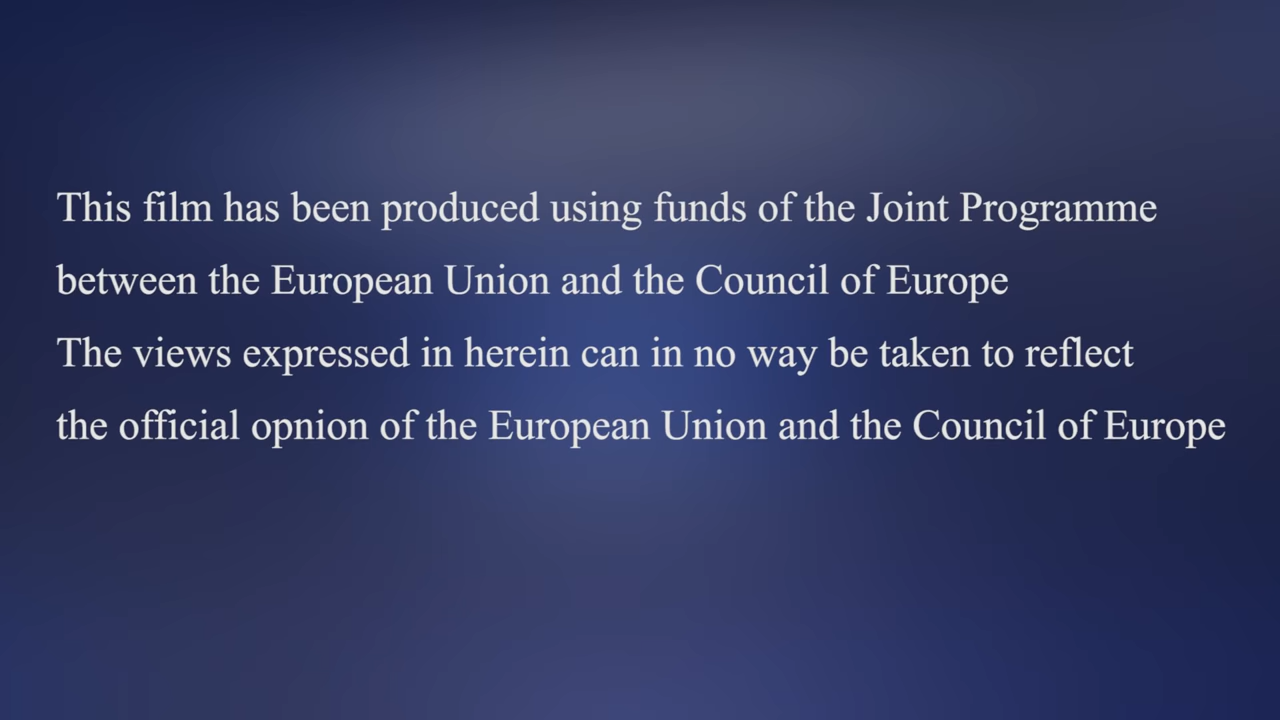 This film has been produced using funds of the Joint Programme
between the European Union and the Council of Europe
The views expressed in herein can in no way be taken to reflect
the official opnion of the European Union and the Council of Europe